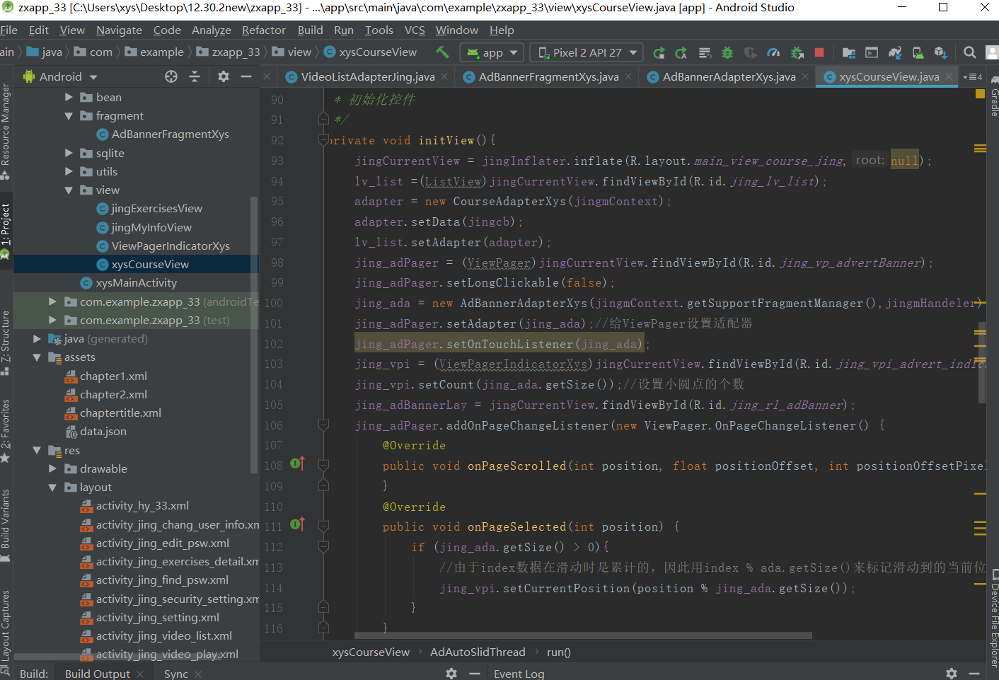 zxapp_33 [C:\Users\xys\Desktop\12.30.2new\zxapp_33] - ...\app\src\main\java\com\example\zxapp_33\view\xysCourseView.java [app] - Android Studio
File Edit View Navigate Code Analyze Refactor Build Run Tools VCS Window Help
ain java com example zxapp_33 view xysCourseView app Pixel 2 API 27
Android
VideoListAdapterJing.java AdBannerFragmentXys.java AdBannerAdapterXys.java xysCourseView.java 4
Resource Manager
1: Project
Z: Structure
2: Favorites
Build Variants
Layout Captures
bean
fragment
AdBannerFragmentXys
sqlite
utils
view
jingExercisesView
jingMyInfoView
ViewPagerIndicatorXys
xysCourseView
xysMainActivity
com.example.zxapp_33 (androidTe
com.example.zxapp_33 (test)
java (generated)
assets
chapter1.xml
chapter2.xml
chaptertitle.xml
data.json
res
drawable
layout
activity_hy_33.xml
activity_jing_chang_user_info.xm
activity_jing_edit_psw.xml
activity_jing_exercises_detail.xm
activity_jing_find_psw.xml
activity_jing_security_setting.xm
activity_jing_setting.xml
activity_jing_video_list.xml
activity_jing_video_play.xml
90 * 初始化控件
91 */
92 private void initView(){
93 jingCurrentView = jingInflater.inflate(R.layout.main_view_course_jing, root: null);
94 lv_list =(ListView)jingCurrentView.findViewById(R.id.jing_lv_list);
95 adapter = new CourseAdapterXys(jingmContext);
96 adapter.setData(jingcb);
97 lv_list.setAdapter(adapter);
98 jing_adPager = (ViewPager)jingCurrentView.findViewById(R.id.jing_vp_advertBanner);
99 jing_adPager.setLongClickable(false);
100 jing_ada = new AdBannerAdapterXys(jingmContext.getSupportFragmentManager(),jingmHandeler)
101 jing_adPager.setAdapter(jing_ada);//给ViewPager设置适配器
102 jing_adPager.setOnTouchListener(jing_ada);
103 jing_vpi = (ViewPagerIndicatorXys)jingCurrentView.findViewById(R.id.jing_vpi_advert_indic
104 jing_vpi.setCount(jing_ada.getSize());//设置小圆点的个数
105 jing_adBannerLay = jingCurrentView.findViewById(R.id.jing_rl_adBanner);
106 jing_adPager.addOnPageChangeListener(new ViewPager.OnPageChangeListener() {
107 @Override
108 public void onPageScrolled(int position, float positionOffset, int positionOffsetPixel
109 }
110 @Override
111 public void onPageSelected(int position) {
112 if (jing_ada.getSize() > 0){
113 //由于index数据在滑动时是累计的，因此用index % ada.getSize()来标记滑动到的当前位
114 jing_vpi.setCurrentPosition(position % jing_ada.getSize());
115 }
116 }
Gradle
Device File Explorer
xysCourseView AdAutoSlidThread run()
Build: Build Output Sync Event Log